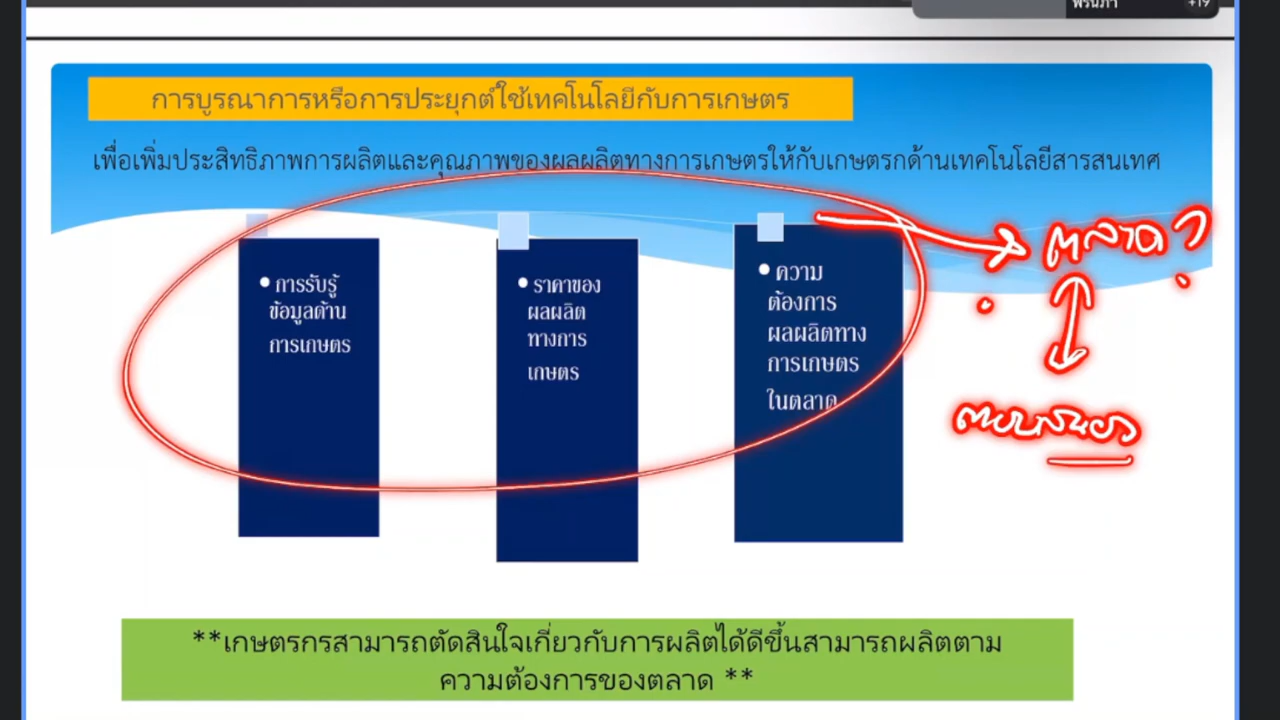 การบูรณาการหรือการประยุกต์ใช้เทคโนโลยีกับการเกษตร
เพื่อเพิ่มประสิทธิภาพการผลิตและคุณภาพของผลผลิตทางการเกษตรให้กับเกษตรกด้านเทคโนโลยีสารสนเทศ
• การรับรู้
ข้อมูลด้าน
การเกษตร
• ราคาของ
ผลผลิต
ทางการ
เกษตร
• ความ
ต้องการ
ผลผลิตทาง
การเกษตร
ในตลาด
ตลาด
**เกษตรกรสามารถตัดสินใจเกี่ยวกับการผลิตได้ดีขึ้นสามารถผลิตตาม
ความต้องการของตลาด **